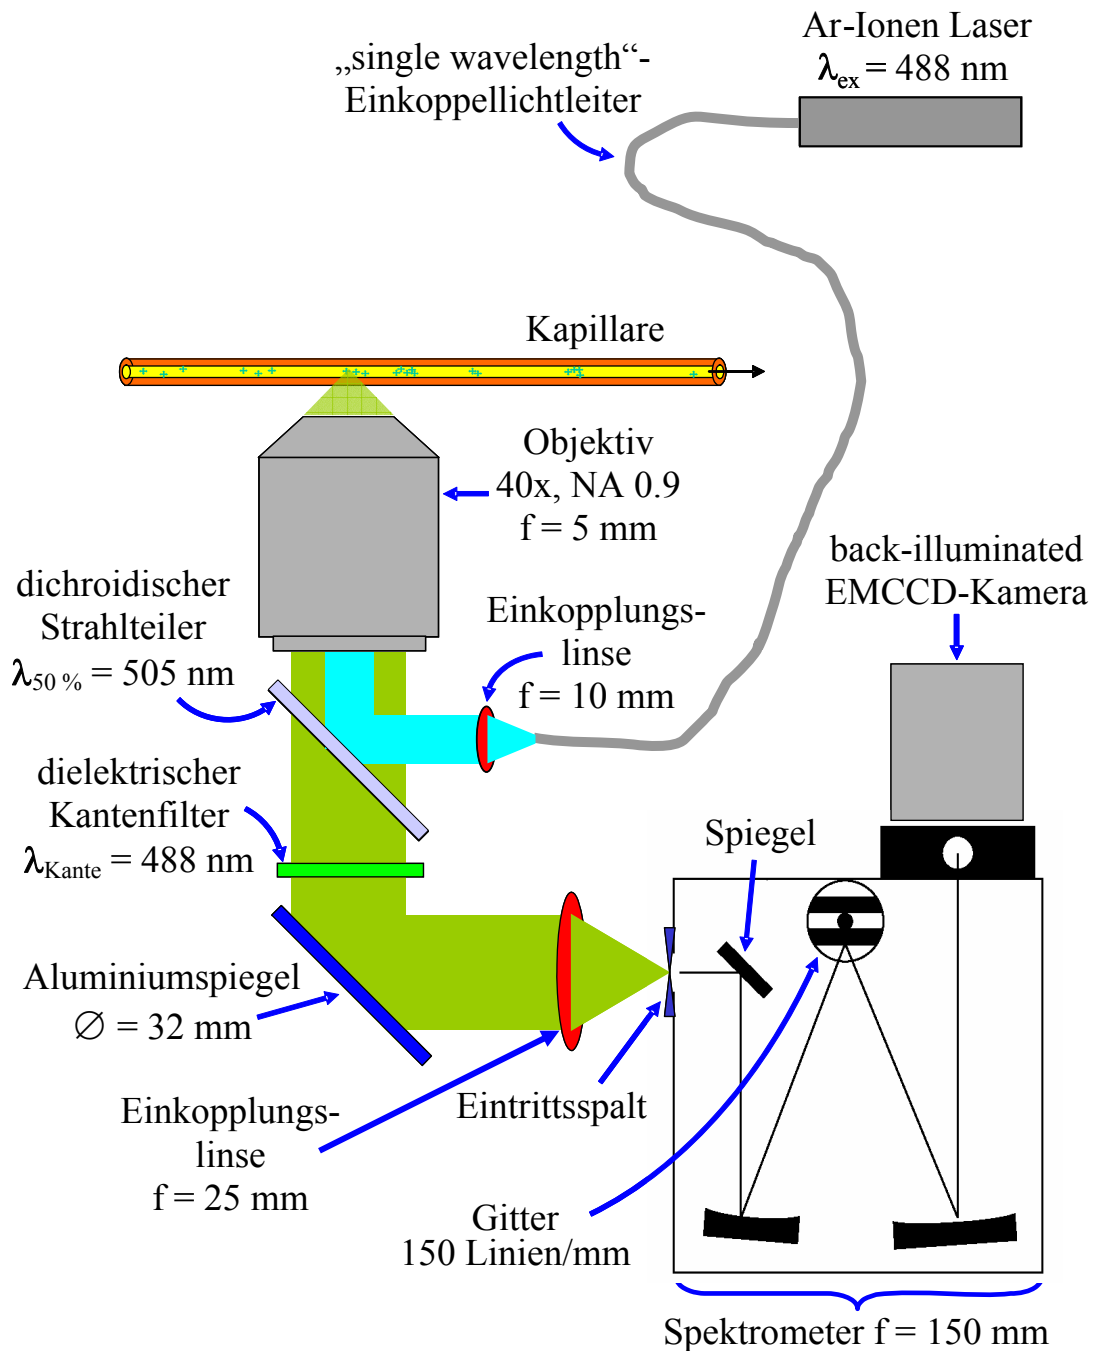 Ar-Ionen Laser
λex = 488 nm
„single wavelength“-
Einkoppellichtleiter
Kapillare
Objektiv
40x, NA 0.9
f = 5 mm
back-illuminated
EMCCD-Kamera
dichroidischer
Strahlteiler
λ50 % = 505 nm
Einkopplungs-
linse
f = 10 mm
dielektrischer
Kantenfilter
λKante = 488 nm
Spiegel
Aluminiumspiegel
∅ = 32 mm
Einkopplungs-
linse
f = 25 mm
Eintrittsspalt
Gitter
150 Linien/mm
Spektrometer f = 150 mm